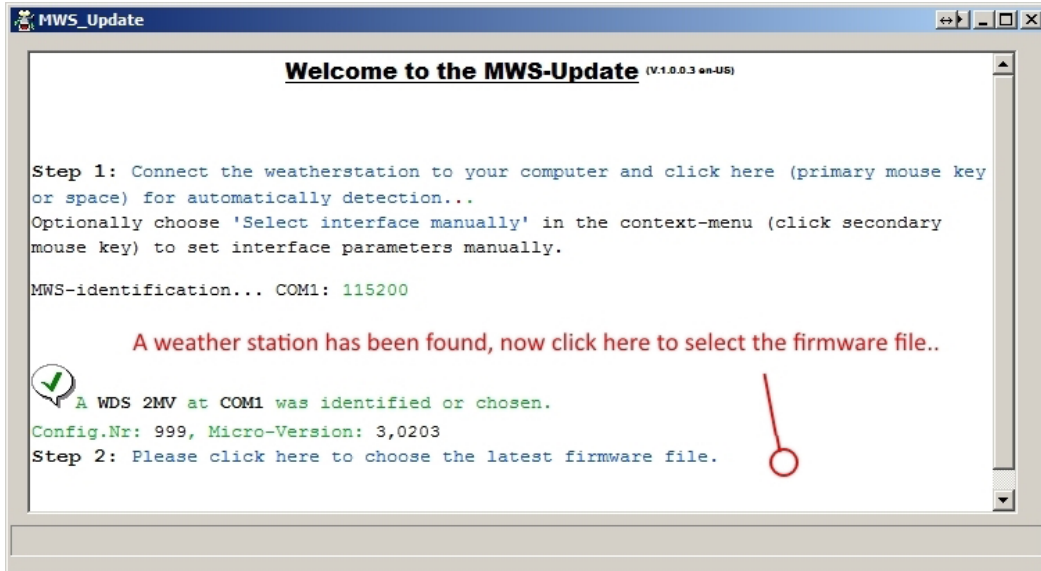 MWS_Update
Welcome to the MWS-Update (V.1.0.0.3 en-US)
Step 1: Connect the weatherstation to your computer and click here (primary mouse key
or space) for automatically detection...
Optionally choose 'Select interface manually' in the context-menu (click secondary
mouse key) to set interface parameters manually.
MWS-identification... COM1: 115200
A weather station has been found, now click here to select the firmware file..
A WDS 2MV at COM1 was identified or chosen.
Config.Nr: 999, Micro-Version: 3,0203
Step 2: Please click here to choose the latest firmware file.